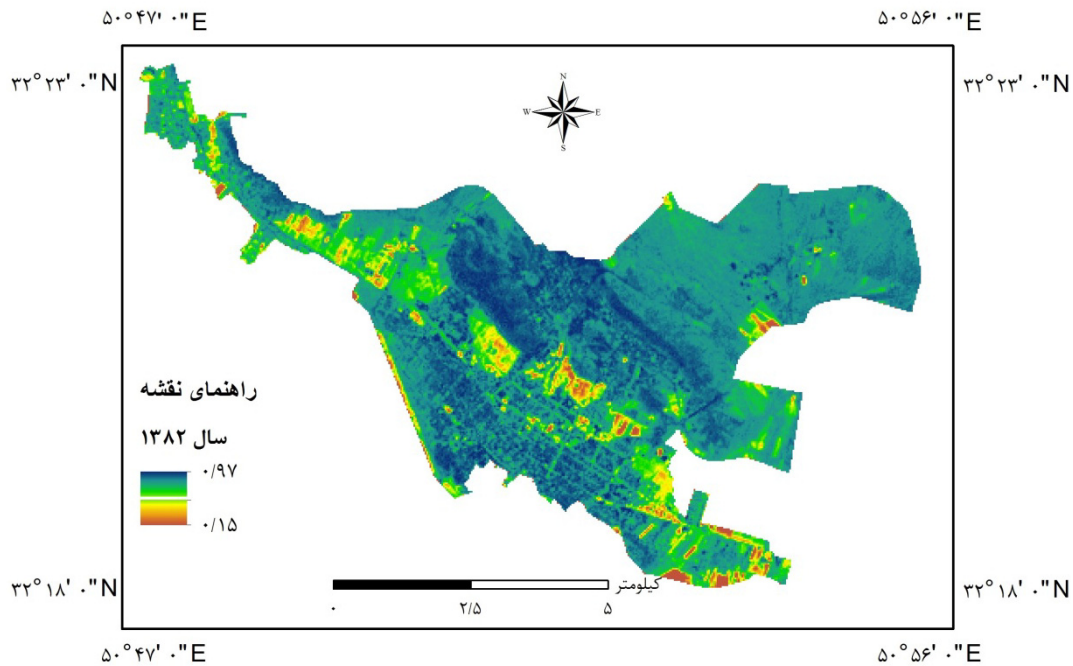 ۵۰°۴۷' ۰"E
۵۰°۵۶' ۰"E
۳۲°۲۳' ۰"N
۳۲°۲۳' ۰"N
N
W
E
S
راهنمای نقشه
سال ۱۳۸۲
۰/۹۷
۰/۱۵
کیلومتر
۰
۲/۵
۵
۳۲°۱۸' ۰"N
۳۲°۱۸' ۰"N
۵۰°۴۷' ۰"E
۵۰°۵۶' ۰"E